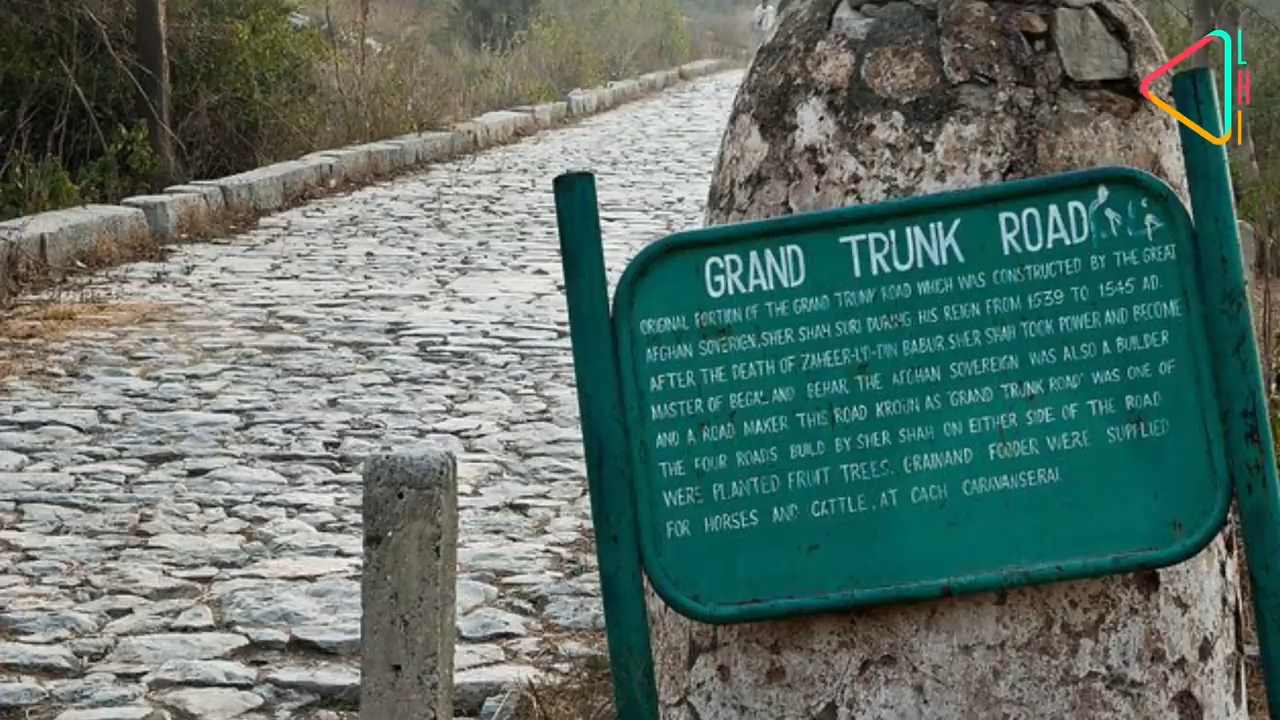 LHI
GRAND TRUNK ROAD
ORIGINAL PORTION OF THE GRAND TRUNK ROAD WHICH WAS CONSTRUCTED BY THE GREAT
AFGHAN SOVERIGN.SHER SHAH SURI DURING HIS REIGN FROM 1539 TO 1545 AD.
AFTER THE DEATH OF ZAHEER-UD-DIN BABUR SHER SHAH TOOK POWER AND BECOME
MASTER OF BEGAL AND BEHAR THE AFGHAN SOVEREIGN WAS ALSO A BUILDER
AND A ROAD MAKER THIS ROAD KROUN AS 'GRAND TRUNK ROAD' WAS ONE OF
THE FOUR ROADS BUILD BY SHER SHAH ON EITHER SIDE OF THE ROAD
WERE PLANTED FRUIT TREES. GRAINAND FODDER WERE SUPPLIED
FOR HORSES AND CATTLE.AT CACH CARAVANSERAI